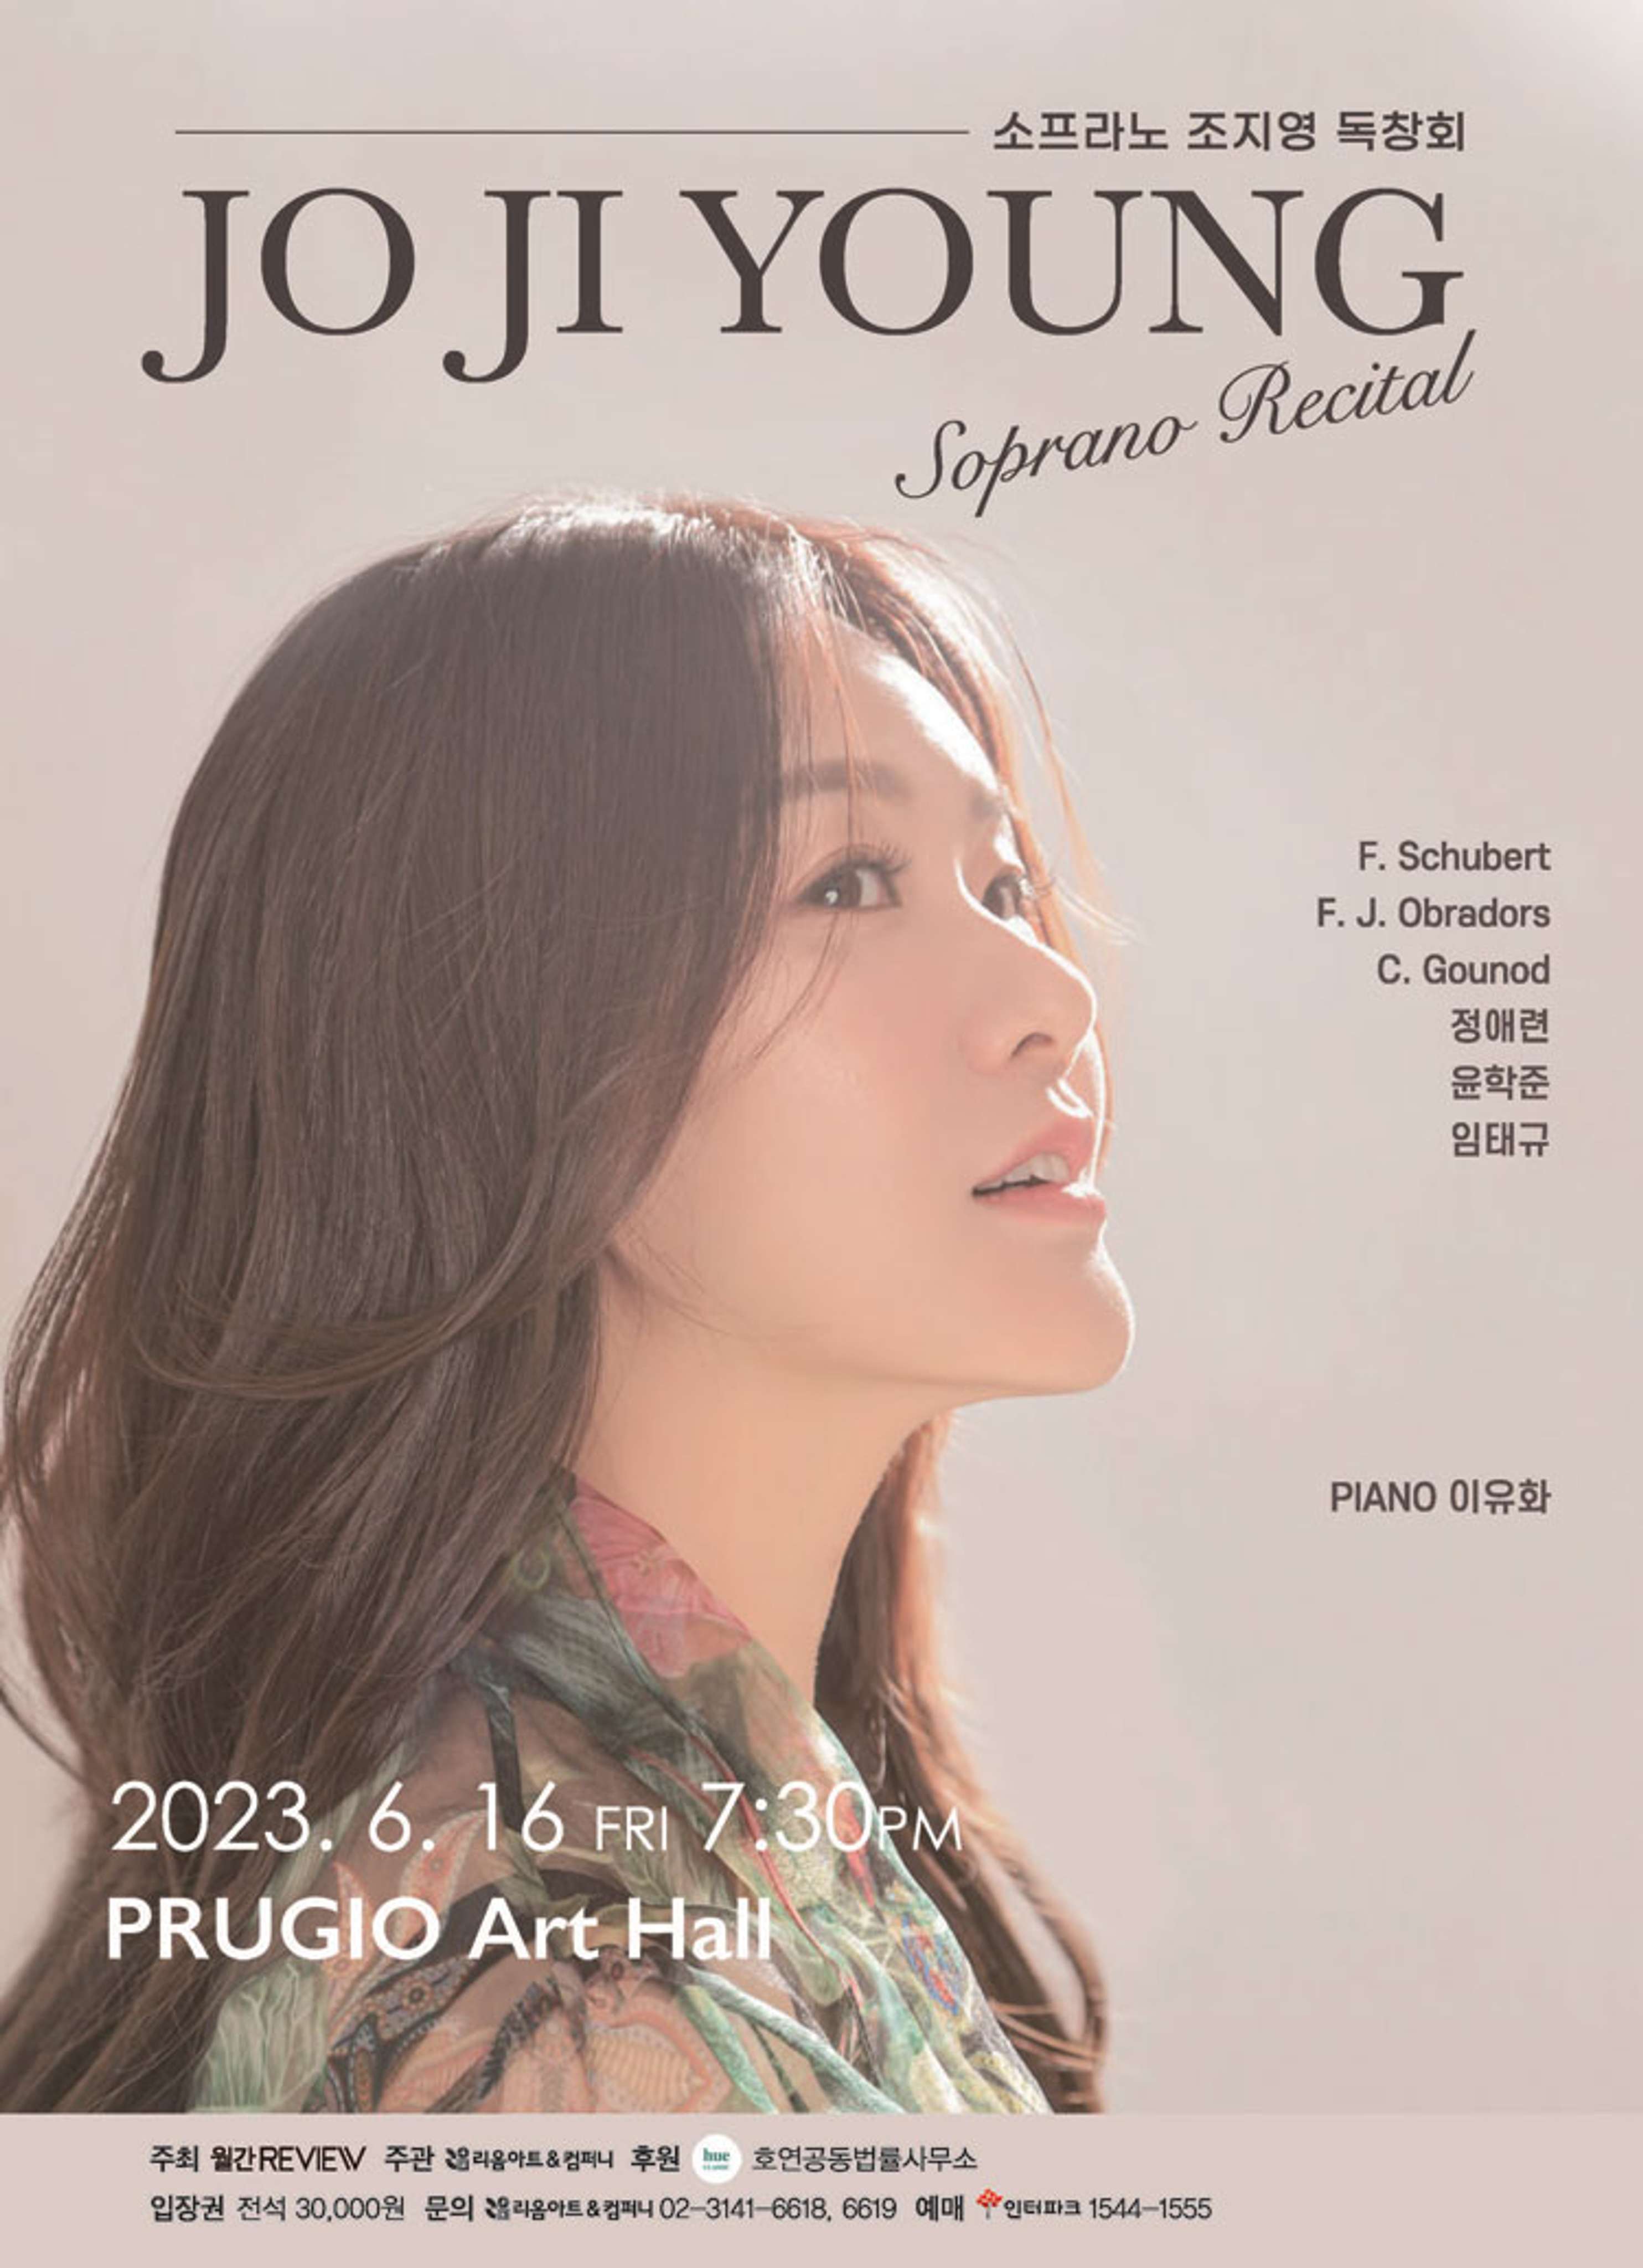 소프라노 조지영 독창회
JO JI YOUNG
Soprano Recital
F. Schubert
F. J. Obradors
C. Gounod
정애련
윤학준
임태규
PIANO 이유화
2023. 6. 16 FRI 7:30PM
PRUGIO Art Hall
주최 월간REVIEW 주관 리음아트&컴퍼니 후원 hue 호연공동법률사무소
입장권 전석 30,000원 문의 리음아트&컴퍼니 02-3141-6618, 6619 예매 인터파크 1544-1555